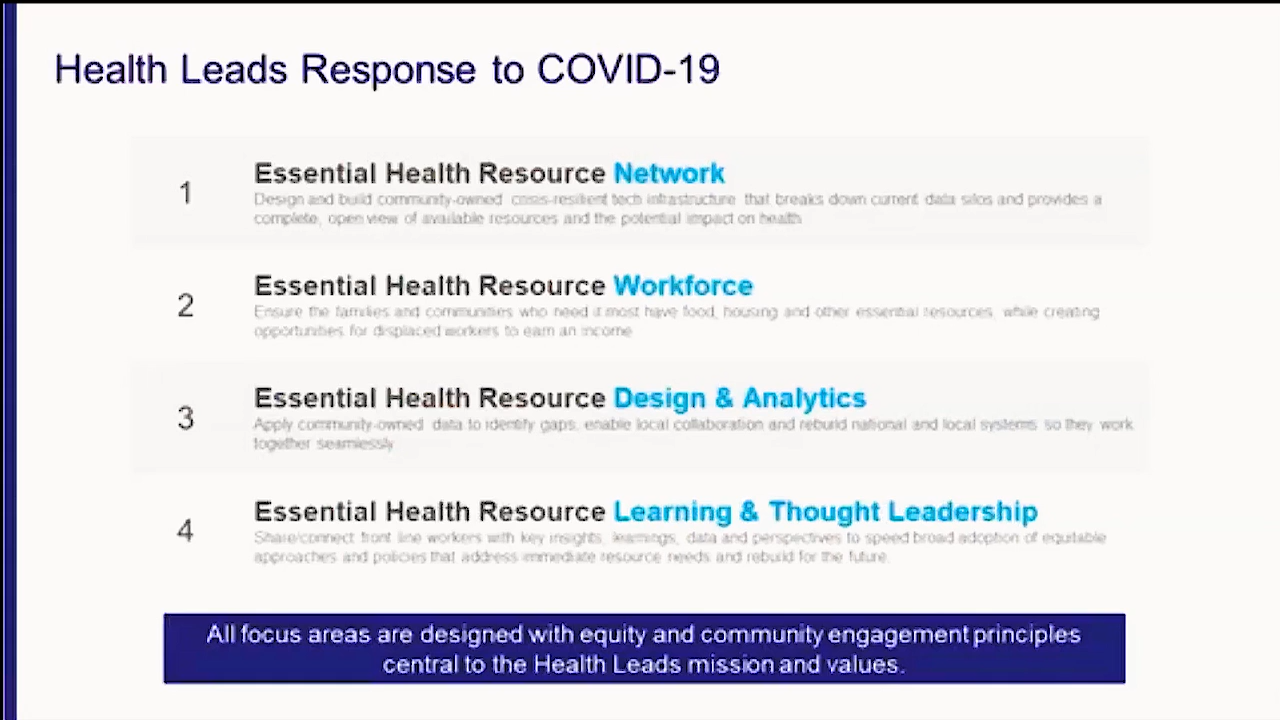 Health Leads Response to COVID-19
1
Essential Health Resource Network
Design and build community-owned crisis-resilient tech infrastructure that breaks down current data silos and provides a
complete, open view of available resources and the potential impact on health
2
Essential Health Resource Workforce
Ensure the families and communities who need it most have food, housing and other essential resources, while creating
opportunities for displaced workers to earn an income
3
Essential Health Resource Design & Analytics
Apply community-owned data to identify gaps, enable local collaboration and rebuild national and local systems so they work
together seamlessly
4
Essential Health Resource Learning & Thought Leadership
Share/connect front line workers with key insights, learnings, data and perspectives to speed broad adoption of equitable
approaches and policies that address immediate resource needs and rebuild for the future.
All focus areas are designed with equity and community engagement principles
central to the Health Leads mission and values.